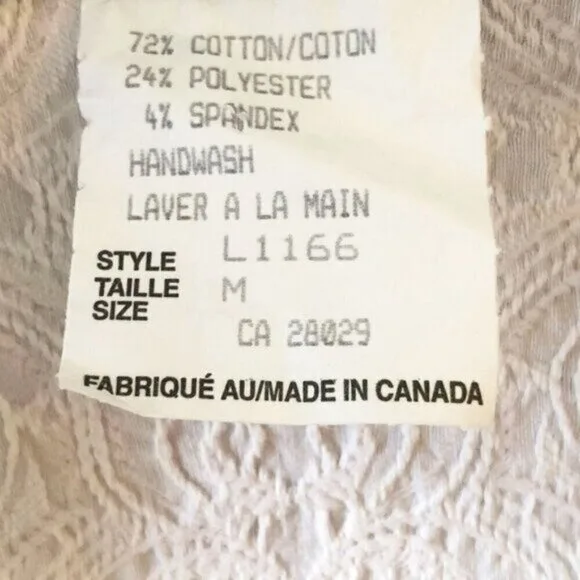 72% COTTON/COTON
24% POLYESTER
4% SPANDEX
HANDWASH
LAVER A LA MAIN
STYLE L1166
TAILLE M
SIZE
CA 28029
FABRIQUÉ AU/MADE IN CANADA